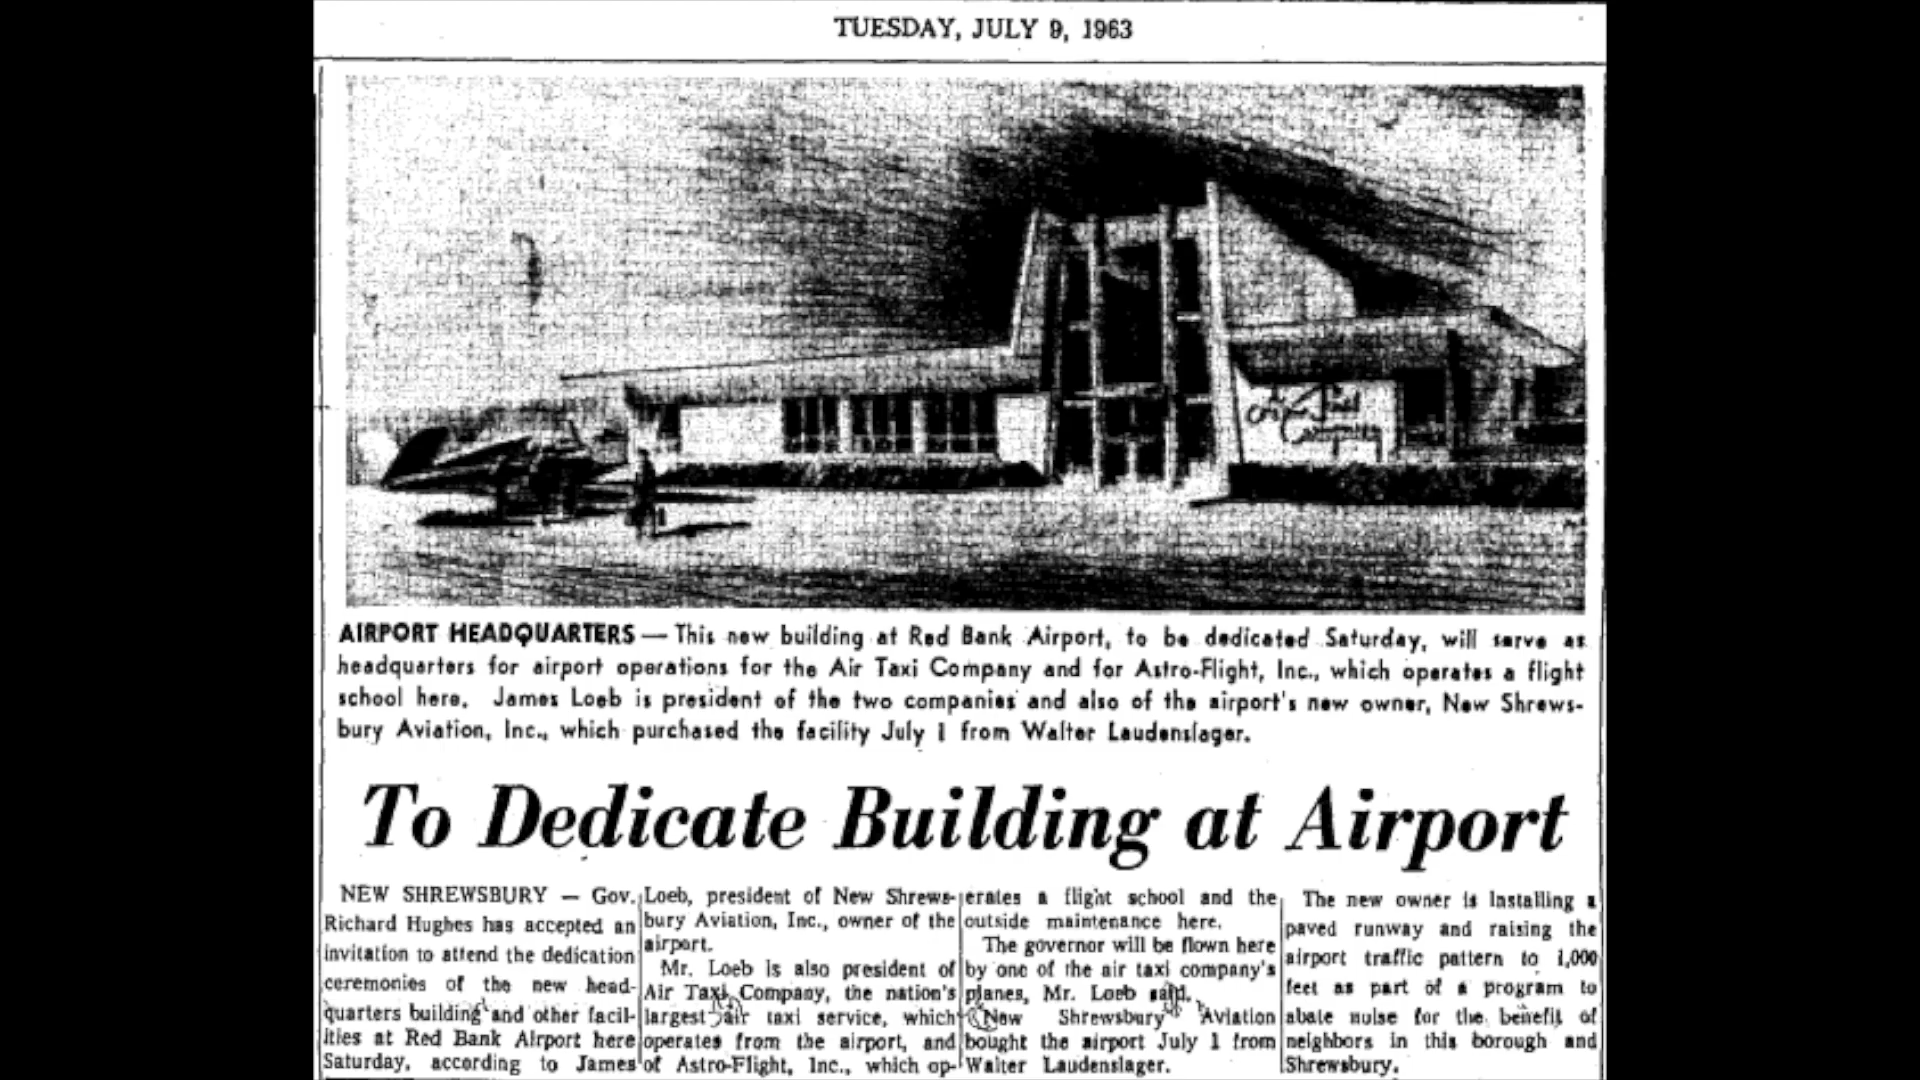 TUESDAY, JULY 9, 1963
Air Taxi
Company
AIRPORT HEADQUARTERS — This new building at Red Bank Airport, to be dedicated Saturday, will serve as
headquarters for airport operations for the Air Taxi Company and for Astro-Flight, Inc., which operates a flight
school here. James Loeb is president of the two companies and also of the airport's new owner, New Shrews-
bury Aviation, Inc., which purchased the facility July 1 from Walter Laudenslager.
To Dedicate Building at Airport
NEW SHREWSBURY — Gov.
Richard Hughes has accepted an
invitation to attend the dedication
ceremonies of the new head-
quarters building and other facil-
ities at Red Bank Airport here
Saturday, according to James
Loeb, president of New Shrews-
bury Aviation, Inc., owner of the
airport.
Mr. Loeb is also president of
Air Taxi Company, the nation's
largest air taxi service, which
operates from the airport, and
of Astro-Flight, Inc., which op-
erates a flight school and the
outside maintenance here.
The governor will be flown here
by one of the air taxi company's
planes, Mr. Loeb said.
New Shrewsbury Aviation
bought the airport July 1 from
Walter Laudenslager.
The new owner is installing a
paved runway and raising the
airport traffic pattern to 1,000
feet as part of a program to
abate noise for the benefit of
neighbors in this borough and
Shrewsbury.